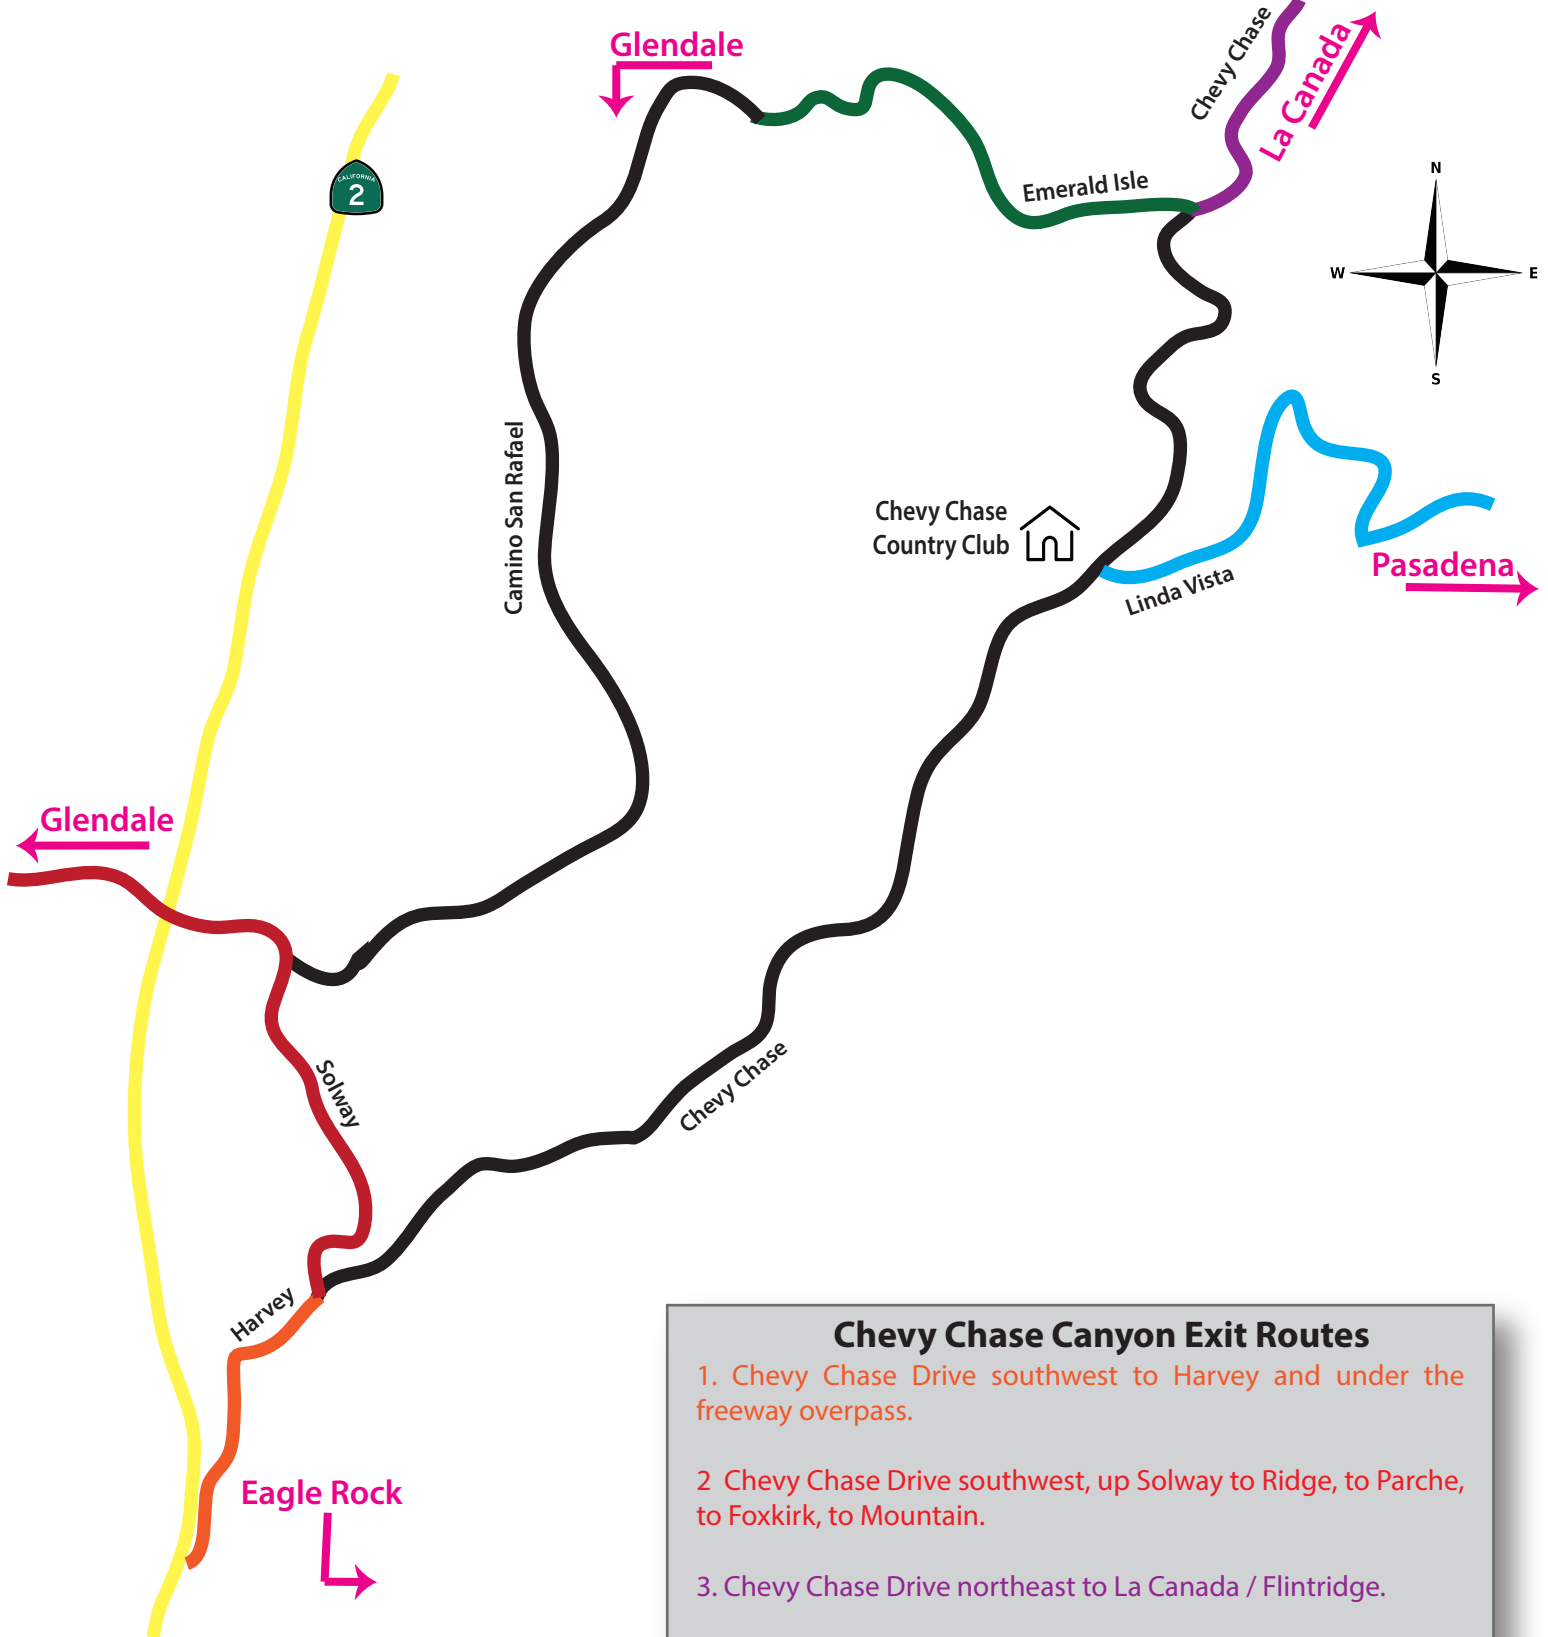 Glendale
Chevy Chase
La Canada
CALIFORNIA
2
Emerald Isle
N
W
E
S
Camino San Rafael
Chevy Chase
Country Club
Linda Vista
Pasadena
Glendale
Solway
Chevy Chase
Harvey
Eagle Rock
Chevy Chase Canyon Exit Routes
1. Chevy Chase Drive southwest to Harvey and under the
freeway overpass.
2 Chevy Chase Drive southwest, up Solway to Ridge, to Parche,
to Foxkirk, to Mountain.
3. Chevy Chase Drive northeast to La Canada / Flintridge.